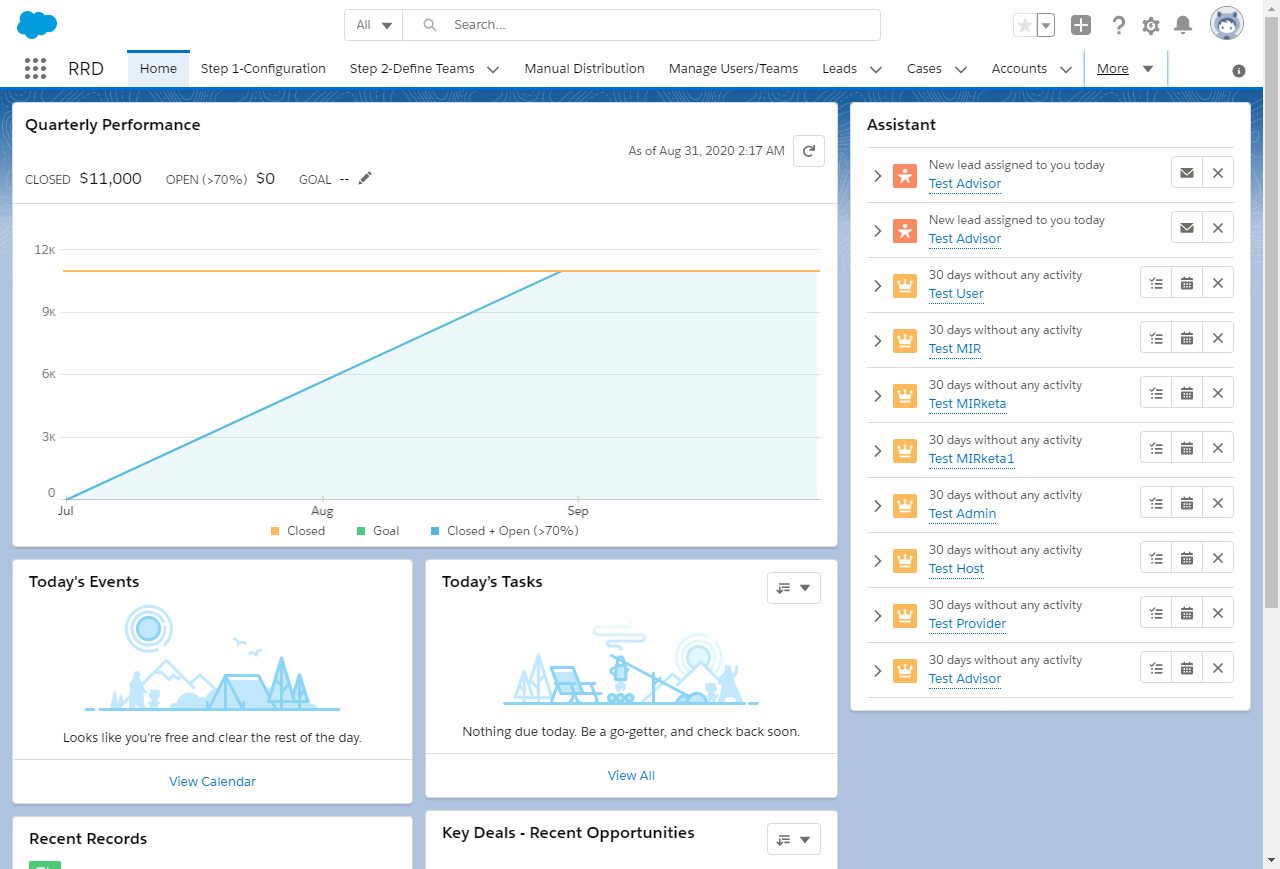 All
Search...
RRD
Home
Step 1-Configuration
Step 2-Define Teams
Manual Distribution
Manage Users/Teams
Leads
Cases
Accounts
More
Quarterly Performance
As of Aug 31, 2020 2:17 AM
CLOSED $11,000 OPEN (>70%) $0 GOAL --
12K
9K
6K
3K
0
Jul Aug Sep
Closed Goal Closed + Open (>70%)
Today's Events
Looks like you're free and clear the rest of the day.
View Calendar
Today’s Tasks
Nothing due today. Be a go-getter, and check back soon.
View All
Recent Records
Key Deals - Recent Opportunities
Assistant
New lead assigned to you today
Test Advisor
New lead assigned to you today
Test Advisor
30 days without any activity
Test User
30 days without any activity
Test MIR
30 days without any activity
Test MIRketa
30 days without any activity
Test MIRketa1
30 days without any activity
Test Admin
30 days without any activity
Test Host
30 days without any activity
Test Provider
30 days without any activity
Test Advisor